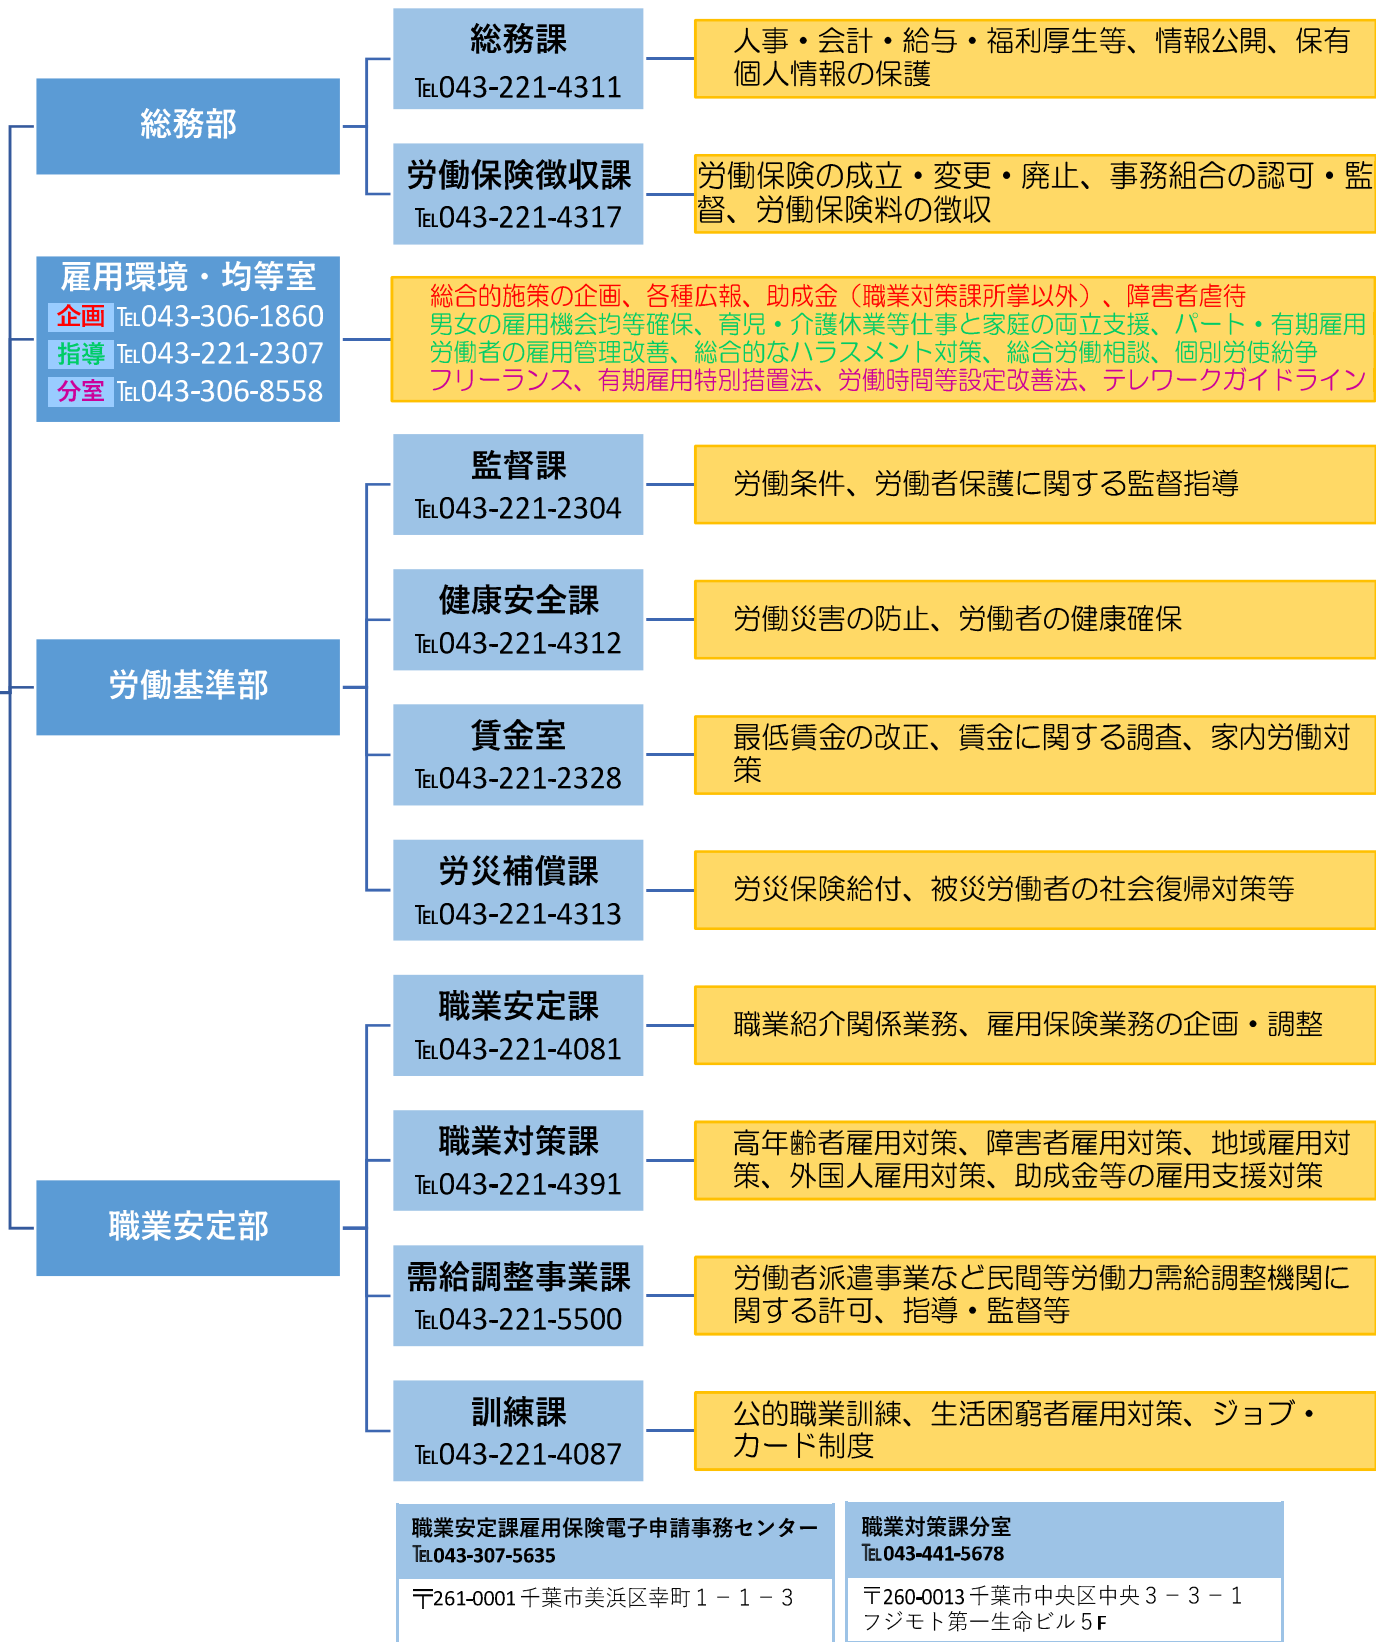 総務部
総務課
℡043-221-4311
人事・会計・給与・福利厚生等、情報公開、保有
個人情報の保護
労働保険徴収課
℡043-221-4317
労働保険の成立・変更・廃止、事務組合の認可・監
督、労働保険料の徴収
雇用環境・均等室
企画 ℡043-306-1860
指導 ℡043-221-2307
分室 ℡043-306-8558
総合的施策の企画、各種広報、助成金（職業対策課所掌以外）、障害者虐待
男女の雇用機会均等確保、育児・介護休業等仕事と家庭の両立支援、パート・有期雇用
労働者の雇用管理改善、総合的なハラスメント対策、総合労働相談、個別労使紛争
フリーランス、有期雇用特別措置法、労働時間等設定改善法、テレワークガイドライン
労働基準部
監督課
℡043-221-2304
労働条件、労働者保護に関する監督指導
健康安全課
℡043-221-4312
労働災害の防止、労働者の健康確保
賃金室
℡043-221-2328
最低賃金の改正、賃金に関する調査、家内労働対
策
労災補償課
℡043-221-4313
労災保険給付、被災労働者の社会復帰対策等
職業安定部
職業安定課
℡043-221-4081
職業紹介関係業務、雇用保険業務の企画・調整
職業対策課
℡043-221-4391
高年齢者雇用対策、障害者雇用対策、地域雇用対
策、外国人雇用対策、助成金等の雇用支援対策
需給調整事業課
℡043-221-5500
労働者派遣事業など民間等労働力需給調整機関に
関する許可、指導・監督等
訓練課
℡043-221-4087
公的職業訓練、生活困窮者雇用対策、ジョブ・
カード制度
職業安定課雇用保険電子申請事務センター
℡043-307-5635
〒261-0001 千葉市美浜区幸町１－１－３
職業対策課分室
℡043-441-5678
〒260-0013 千葉市中央区中央３－３－１
フジモト第一生命ビル５F